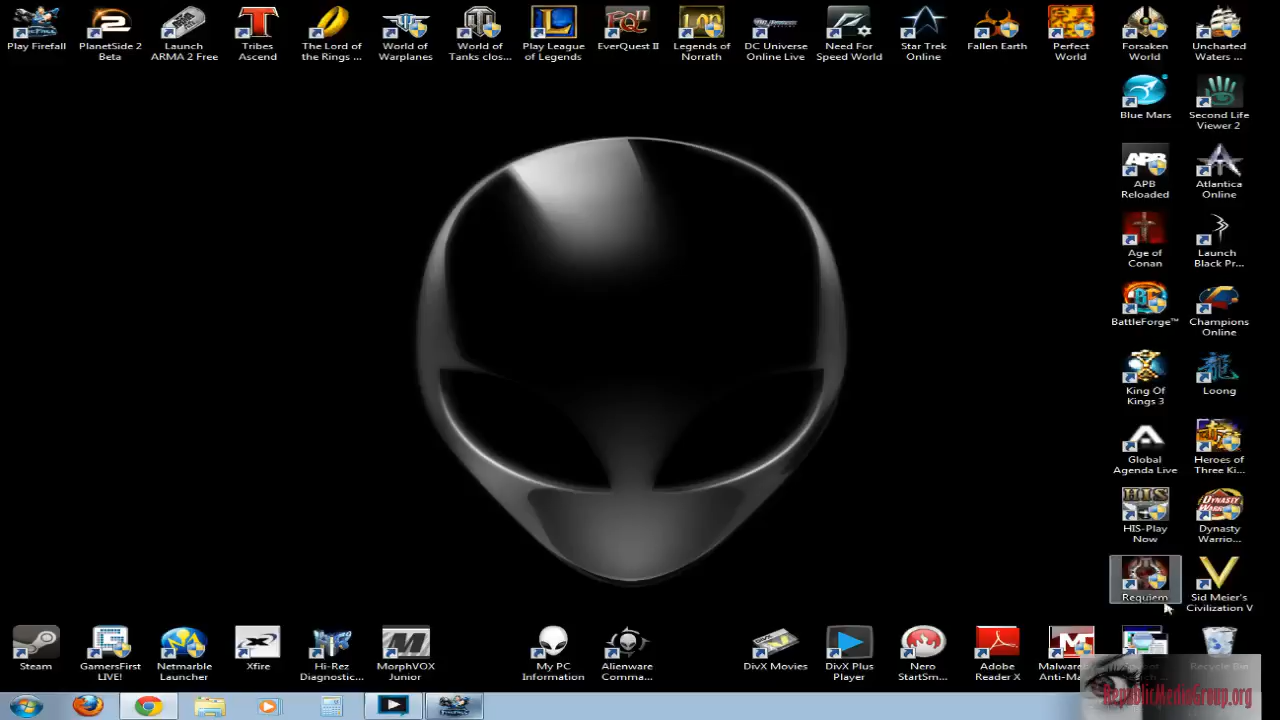 Play Firefall
PlanetSide 2
Beta
Launch
ARMA 2 Free
Tribes
Ascend
The Lord of
the Rings ...
World of
Warplanes
World of
Tanks clos...
Play League
of Legends
EverQuest II
Legends of
Norrath
DC Universe
Online Live
Need For
Speed World
Star Trek
Online
Fallen Earth
Perfect
World
Forsaken
World
Uncharted
Waters ...
Blue Mars
Second Life
Viewer 2
APB
Reloaded
Atlantica
Online
Age of
Conan
Launch
Black Pr...
BattleForge™
Champions
Online
King Of
Kings 3
Loong
Global
Agenda Live
Heroes of
Three Ki...
HIS-Play
Now
Dynasty
Warrio...
Requiem
Sid Meier's
Civilization V
Steam
GamersFirst
LIVE!
Netmarble
Launcher
Xfire
Hi-Rez
Diagnostic...
MorphVOX
Junior
My PC
Information
Alienware
Comma...
DivX Movies
DivX Plus
Player
Nero
StartSm...
Adobe
Reader X
Malware
Anti-Ma
Recycle Bin
RepublicMediaGroup.org